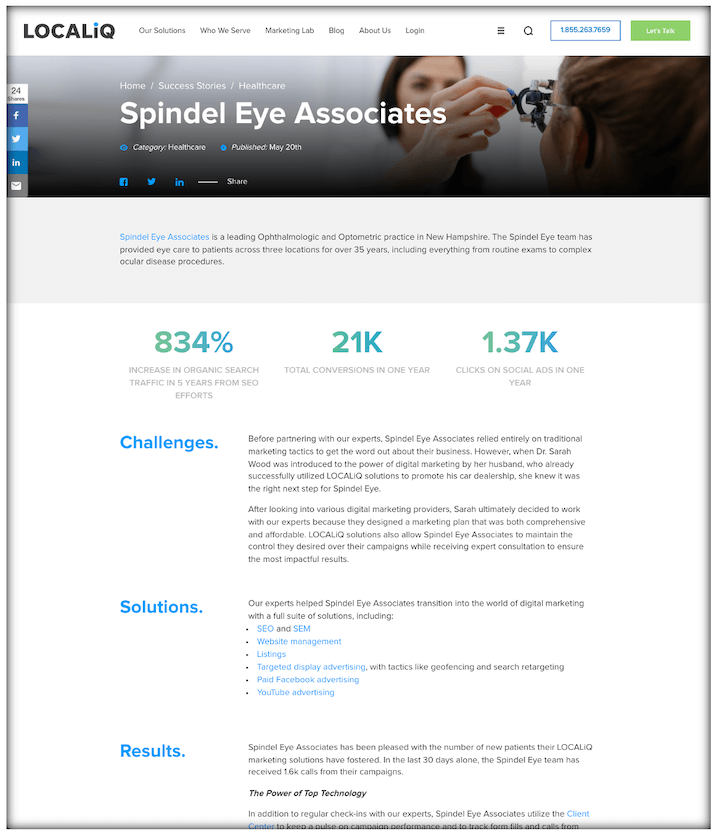 LOCALiQ
Our Solutions Who We Serve Marketing Lab Blog About Us Login
1.855.263.7659
Let's Talk
24
Shares
Home / Success Stories / Healthcare
Spindel Eye Associates
Category: Healthcare Published: May 20th
Share
Spindel Eye Associates is a leading Ophthalmologic and Optometric practice in New Hampshire. The Spindel Eye team has
provided eye care to patients across three locations for over 35 years, including everything from routine exams to complex
ocular disease procedures.
834%
INCREASE IN ORGANIC SEARCH
TRAFFIC IN 5 YEARS FROM SEO
EFFORTS
21K
TOTAL CONVERSIONS IN ONE YEAR
1.37K
CLICKS ON SOCIAL ADS IN ONE
YEAR
Challenges.
Before partnering with our experts, Spindel Eye Associates relied entirely on traditional
marketing tactics to get the word out about their business. However, when Dr. Sarah
Wood was introduced to the power of digital marketing by her husband, who already
successfully utilized LOCALiQ solutions to promote his car dealership, she knew it was
the right next step for Spindel Eye.
After looking into various digital marketing providers, Sarah ultimately decided to work
with our experts because they designed a marketing plan that was both comprehensive
and affordable. LOCALiQ solutions also allow Spindel Eye Associates to maintain the
control they desired over their campaigns while receiving expert consultation to ensure
the most impactful results.
Solutions.
Our experts helped Spindel Eye Associates transition into the world of digital marketing
with a full suite of solutions, including:
• SEO and SEM
• Website management
• Listings
• Targeted display advertising, with tactics like geofencing and search retargeting
• Paid Facebook advertising
• YouTube advertising
Results.
Spindel Eye Associates has been pleased with the number of new patients their LOCALiQ
marketing solutions have fostered. In the last 30 days alone, the Spindel Eye team has
received 1.6k calls from their campaigns.
The Power of Top Technology
In addition to regular check-ins with our experts, Spindel Eye Associates utilize the Client
Center to keep a pulse on campaign performance and to track form fills and calls from